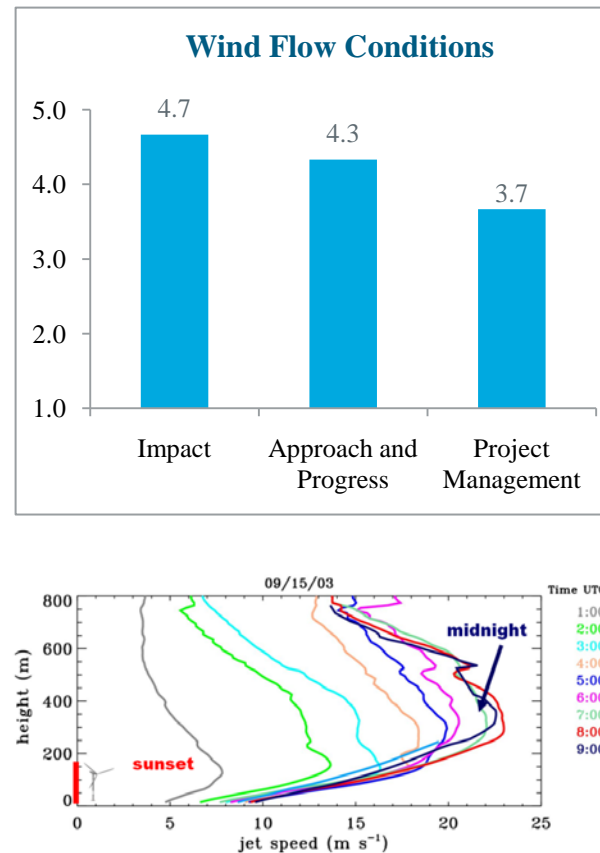 Wind Flow Conditions
5.0
4.0
3.0
2.0
1.0
4.7
4.3
3.7
Impact
Approach and
Progress
Project
Management
09/15/03
Time UTC
800
600
400
200
0
height (m)
sunset
midnight
1:00
2:00
3:00
4:00
5:00
6:00
7:00
8:00
9:00
0 5 10 15 20 25
jet speed (m s⁻¹)